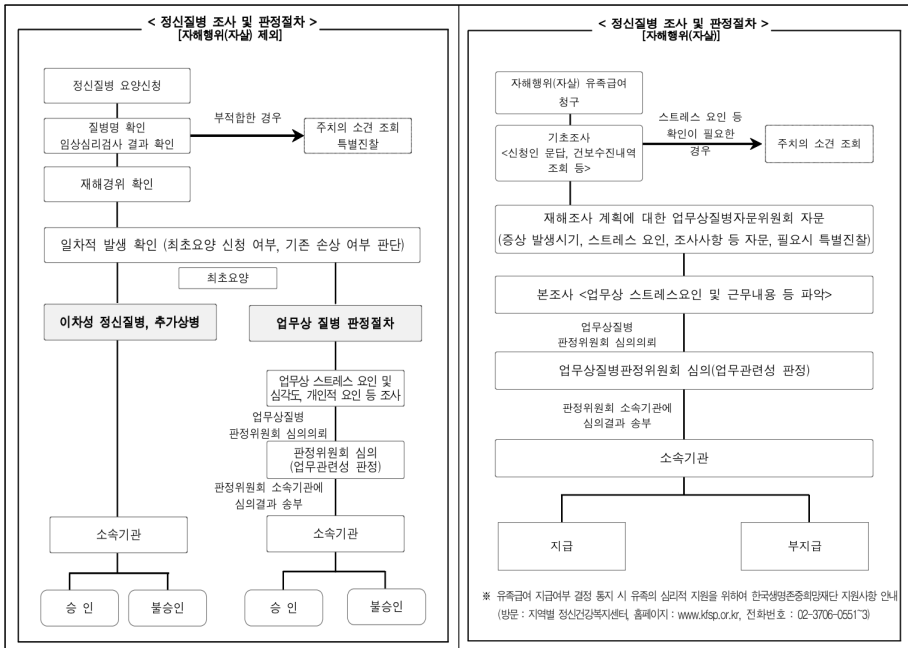 < 정신질병 조사 및 판정절차 >
[자해행위(자살) 제외]
정신질병 요양신청
질병명 확인
임상심리검사 결과 확인
부적합한 경우
주치의 소견 조회
특별진찰
재해경위 확인
일차적 발생 확인 (최초요양 신청 여부, 기존 손상 여부 판단)
최초요양
이차성 정신질병, 추가상병
업무상 질병 판정절차
업무상 스트레스 요인 및
심각도, 개인적 요인 등 조사
업무상질병
판정위원회 심의의뢰
판정위원회 심의
(업무관련성 판정)
판정위원회 소속기관에
심의결과 송부
소속기관
소속기관
승 인
불승인
승 인
불승인
< 정신질병 조사 및 판정절차 >
[자해행위(자살)]
자해행위(자살) 유족급여
청구
기초조사
<신청인 문답, 건보수진내역
조회 등>
스트레스 요인 등
확인이 필요한
경우
주치의 소견 조회
재해조사 계획에 대한 업무상질병자문위원회 자문
(증상 발생시기, 스트레스 요인, 조사사항 등 자문, 필요시 특별진찰)
본조사 <업무상 스트레스요인 및 근무내용 등 파악>
업무상질병
판정위원회 심의의뢰
업무상질병판정위원회 심의(업무관련성 판정)
판정위원회 소속기관에
심의결과 송부
소속기관
지급
부지급
※ 유족급여 지급여부 결정 통지 시 유족의 심리적 지원을 위하여 한국생명존중희망재단 지원사항 안내
(방문 : 지역별 정신건강복지센터, 홈페이지 : www.kfsp.or.kr, 전화번호 : 02-3706-0551~3)